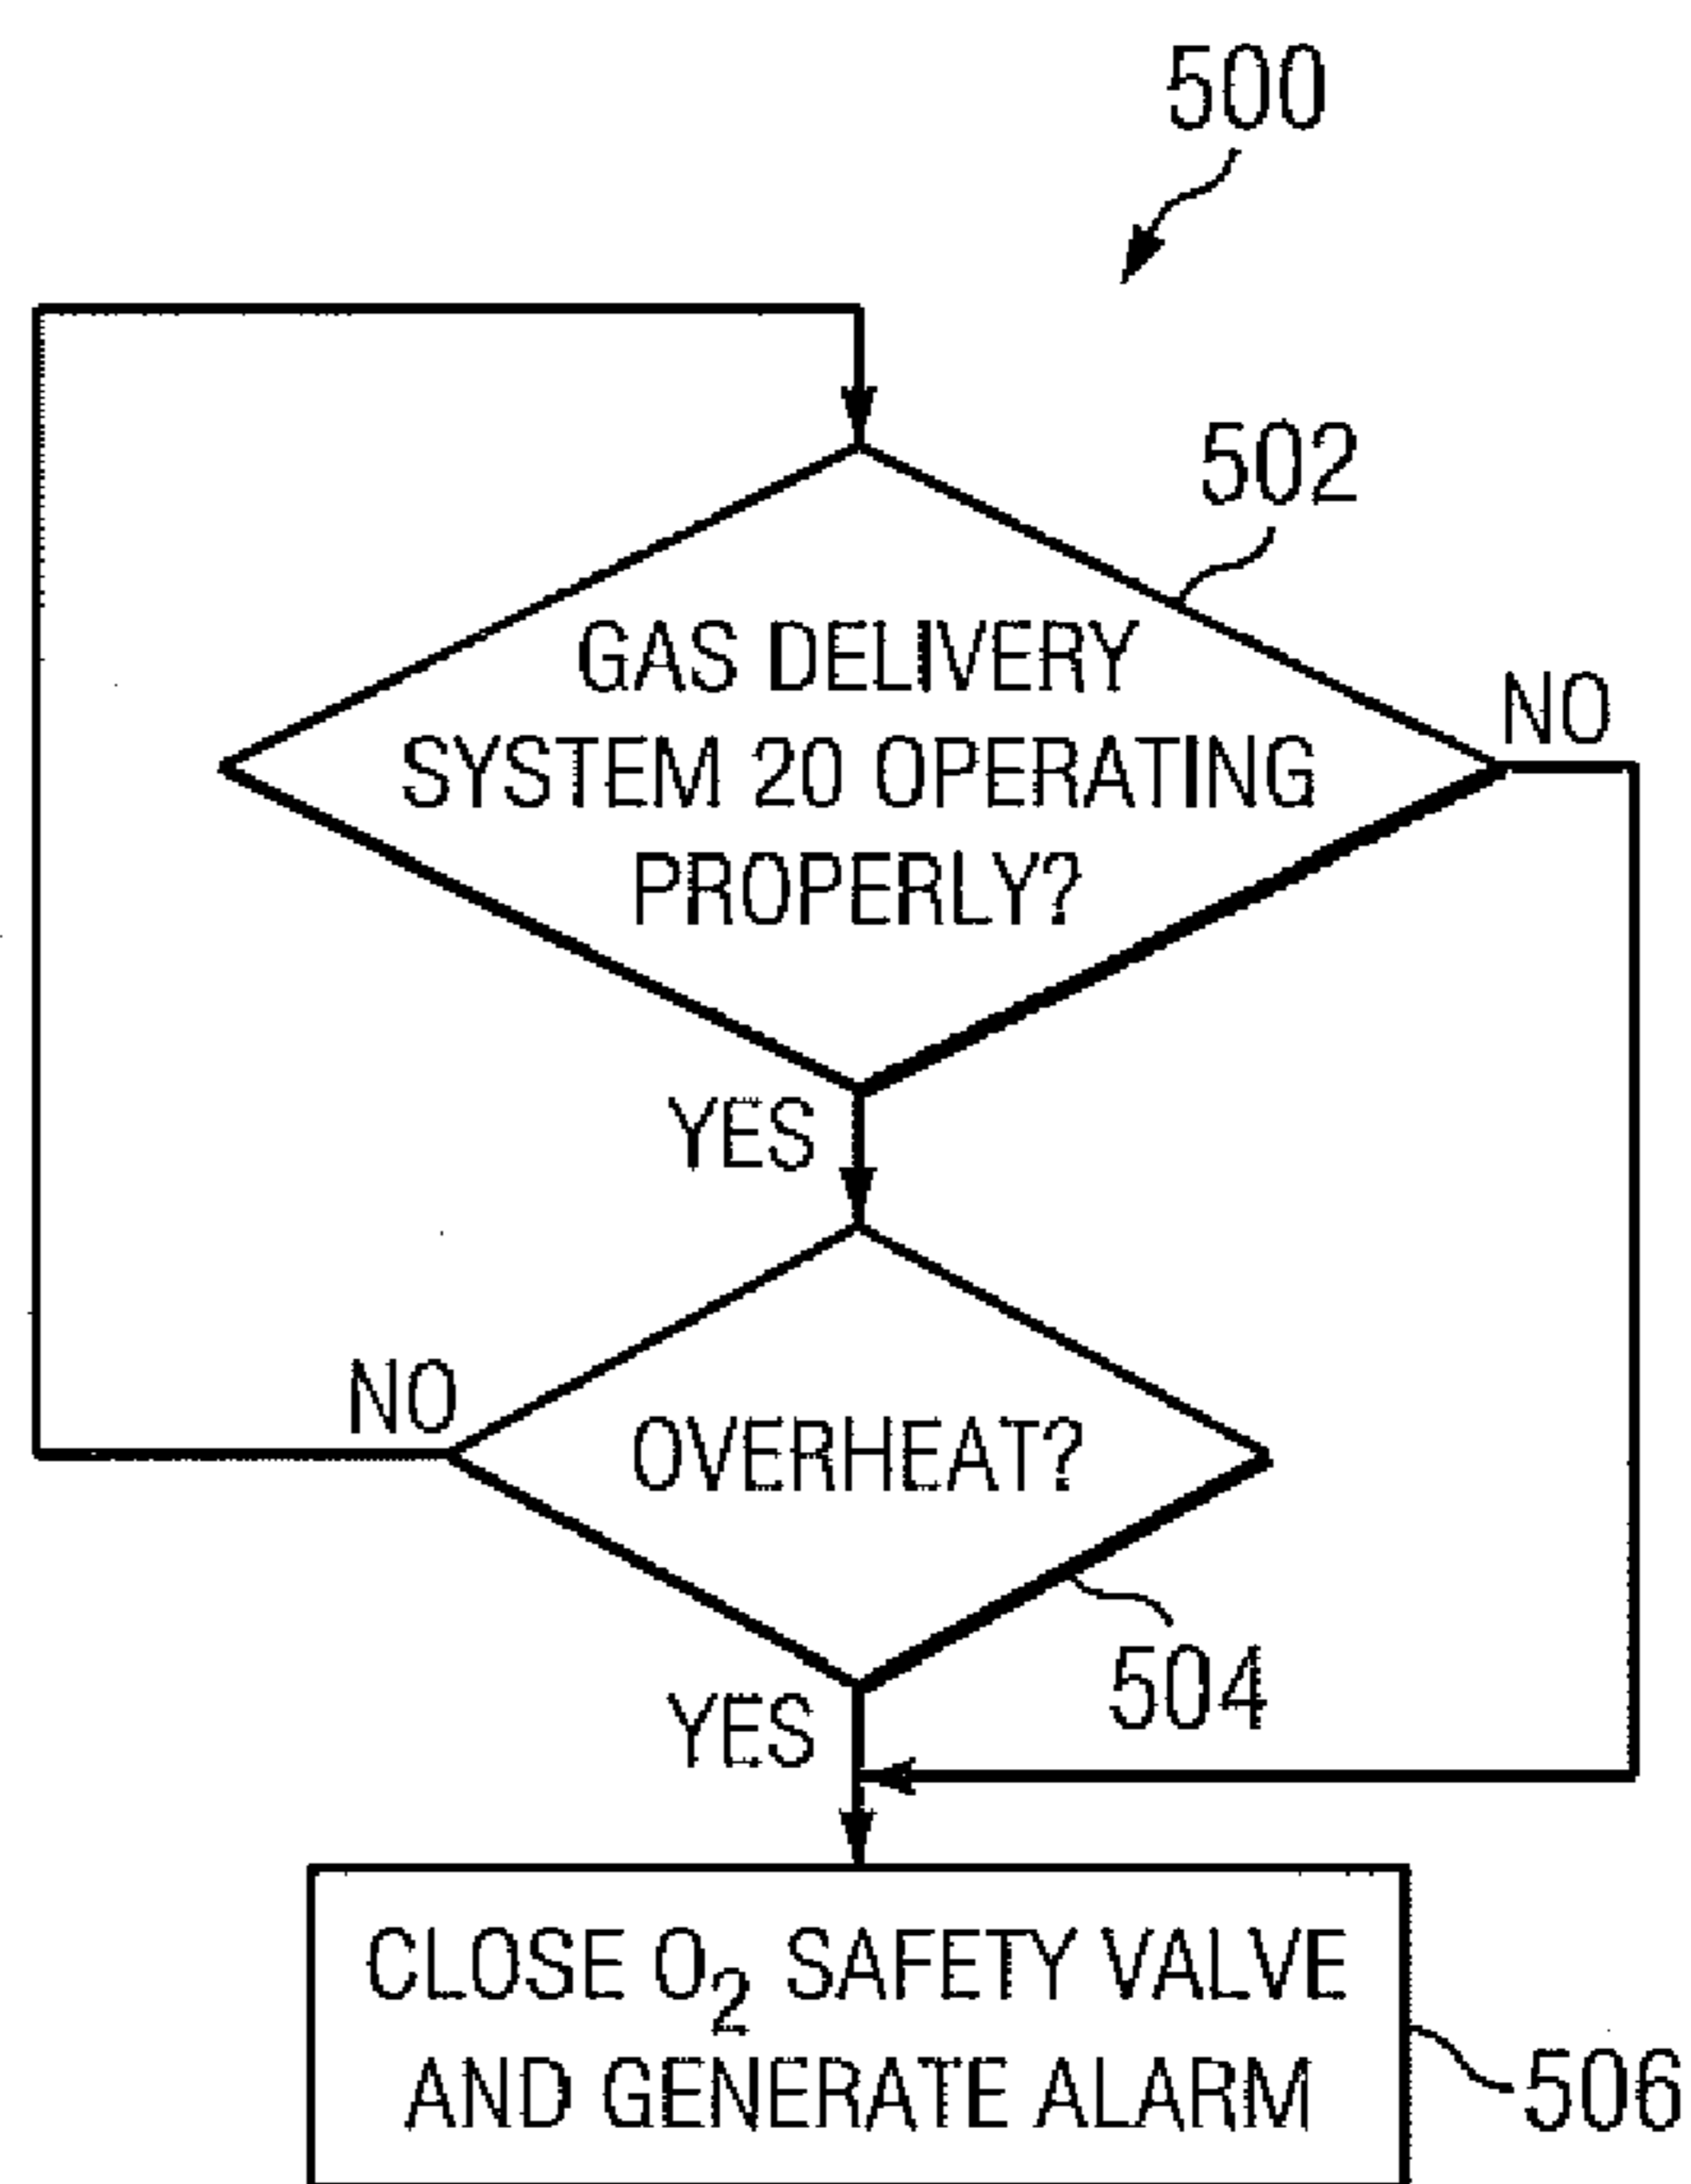 500
502
GAS DELIVERY
SYSTEM 20 OPERATING
PROPERLY?
NO
YES
NO
OVERHEAT?
504
YES
CLOSE O₂ SAFETY VALVE
AND GENERATE ALARM
506